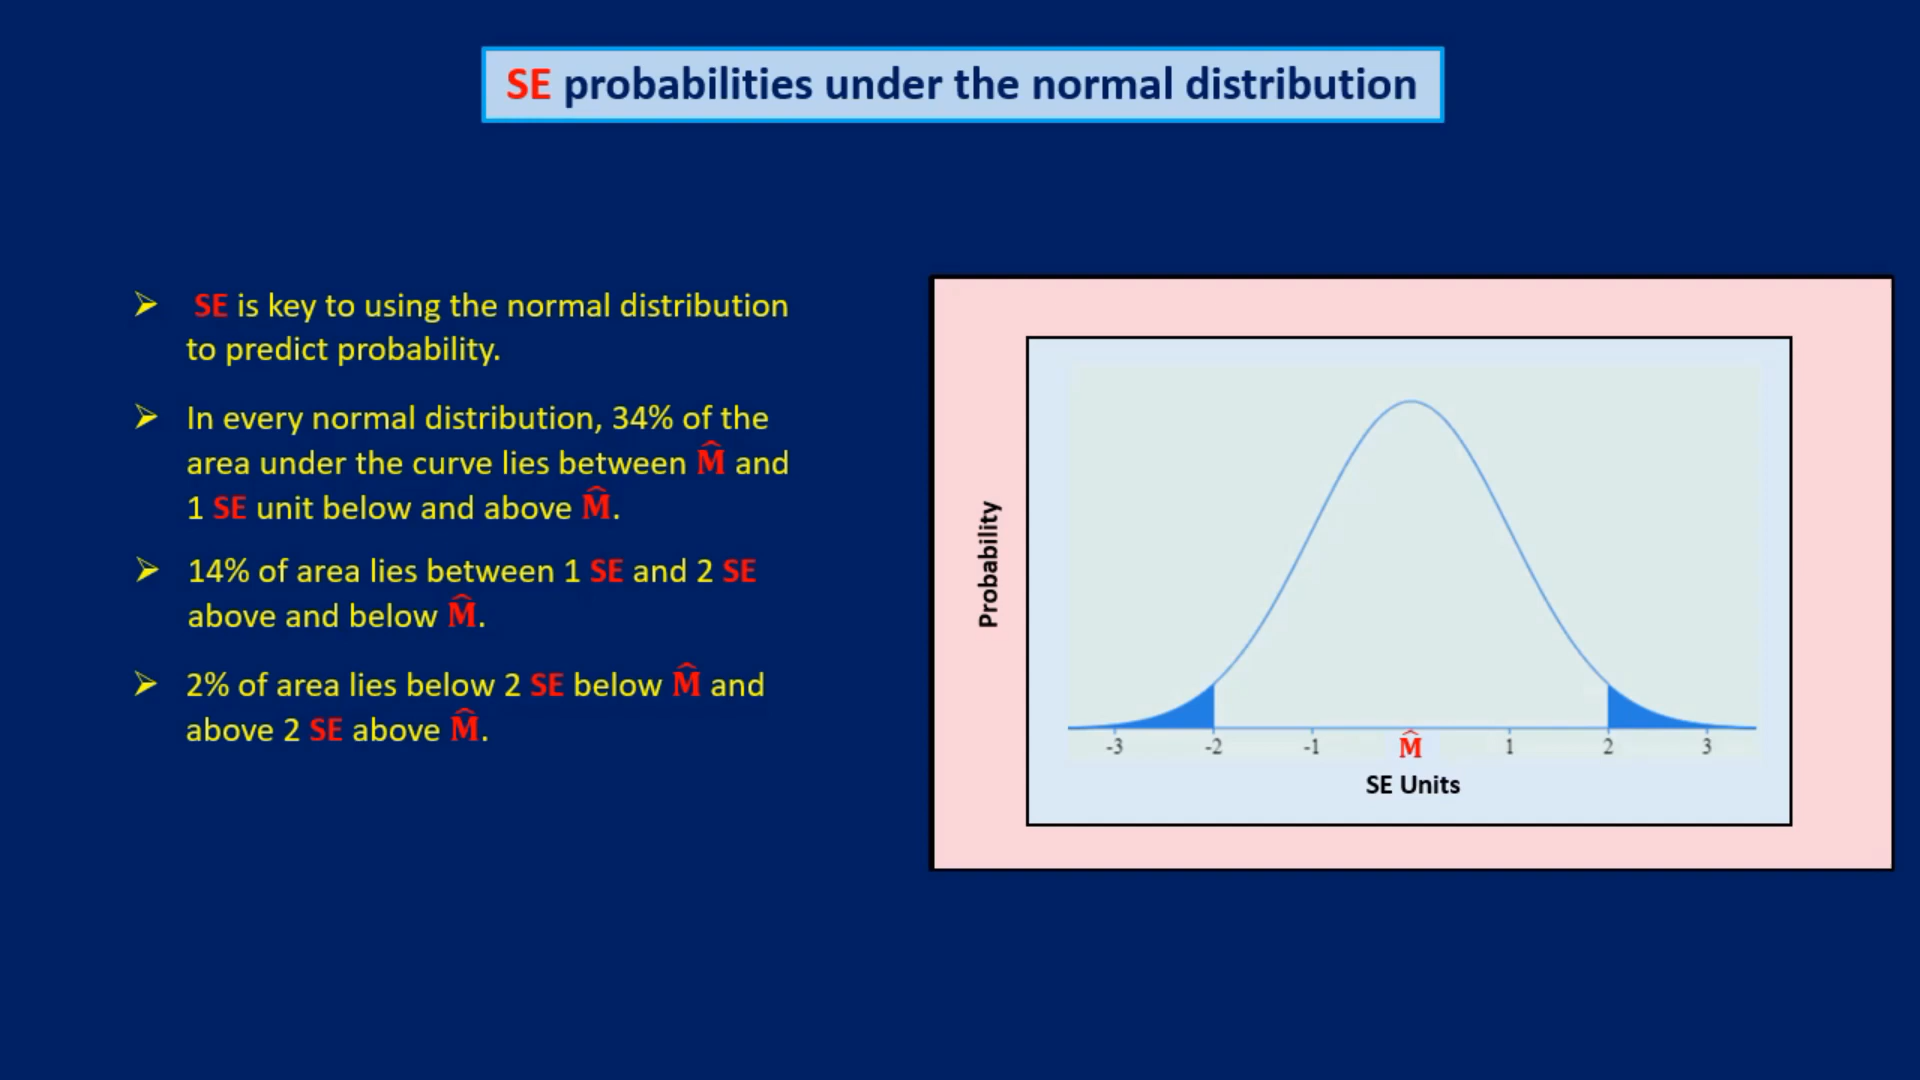 SE probabilities under the normal distribution
➢ SE is key to using the normal distribution
to predict probability.
➢ In every normal distribution, 34% of the
area under the curve lies between M̂ and
1 SE unit below and above M̂.
➢ 14% of area lies between 1 SE and 2 SE
above and below M̂.
➢ 2% of area lies below 2 SE below M̂ and
above 2 SE above M̂.
Probability
-3 -2 -1 M̂ 1 2 3
SE Units